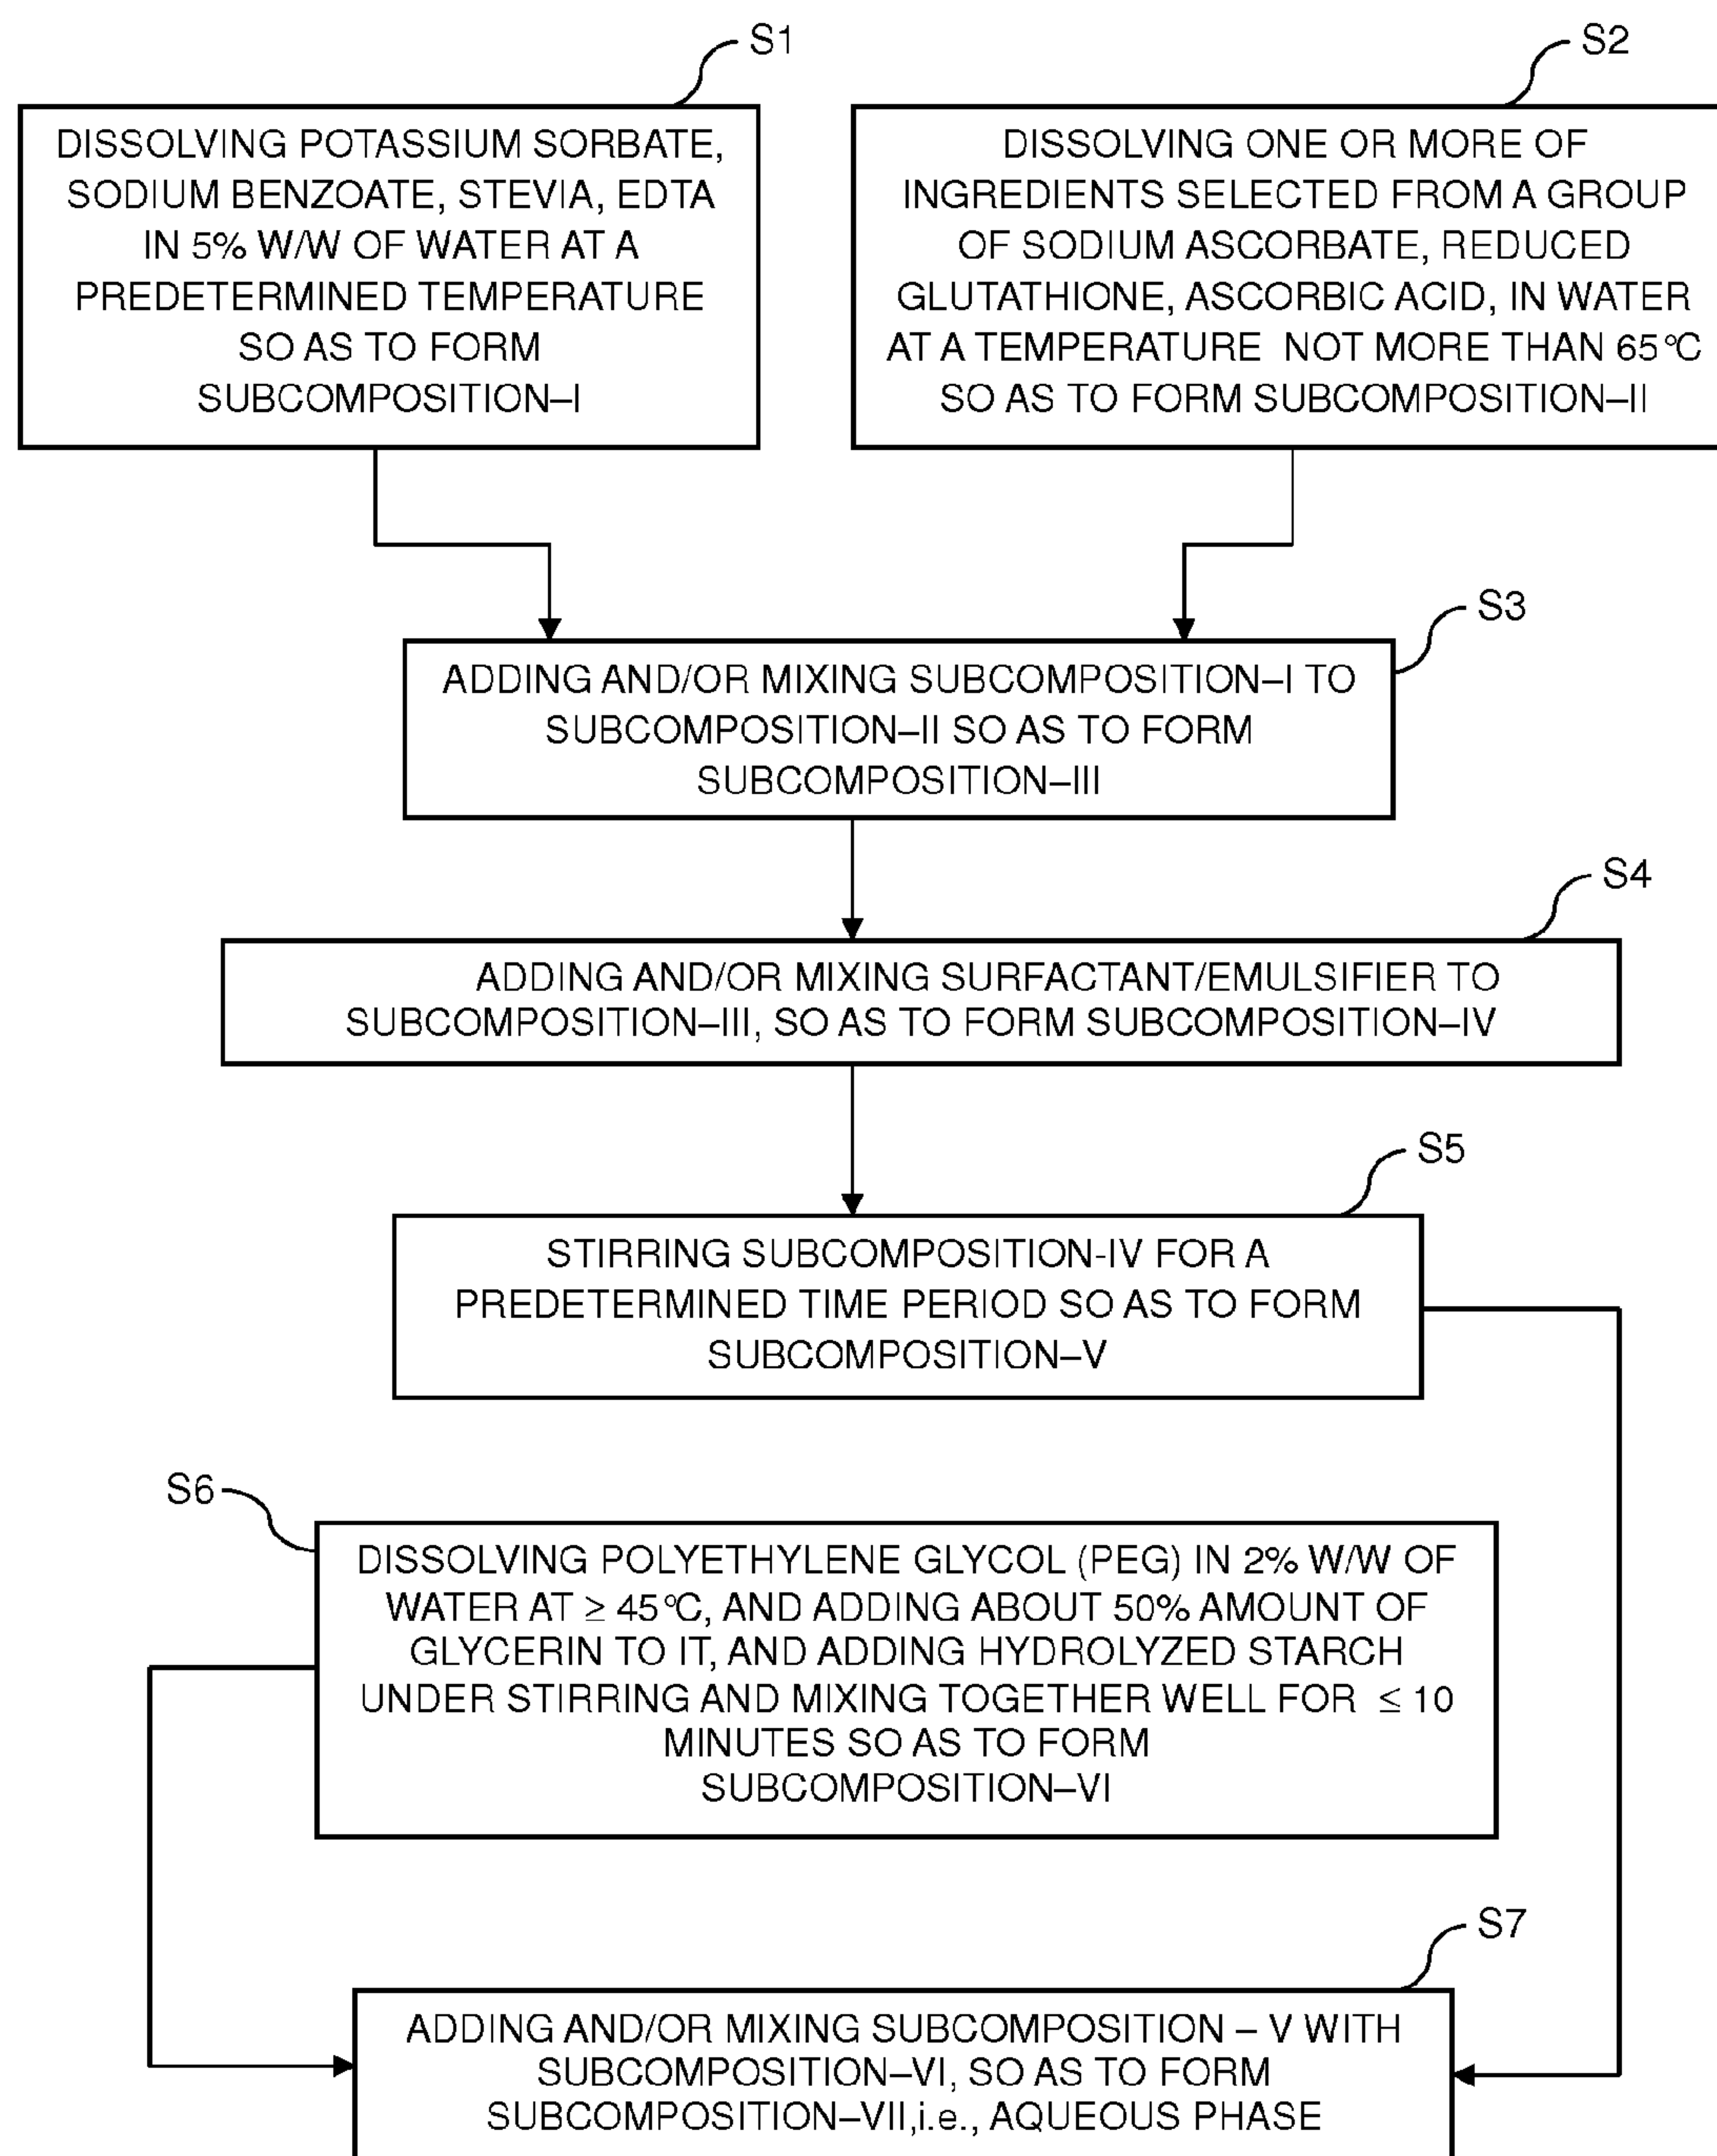 S1
DISSOLVING POTASSIUM SORBATE,
SODIUM BENZOATE, STEVIA, EDTA
IN 5% W/W OF WATER AT A
PREDETERMINED TEMPERATURE
SO AS TO FORM
SUBCOMPOSITION–I
S2
DISSOLVING ONE OR MORE OF
INGREDIENTS SELECTED FROM A GROUP
OF SODIUM ASCORBATE, REDUCED
GLUTATHIONE, ASCORBIC ACID, IN WATER
AT A TEMPERATURE NOT MORE THAN 65°C
SO AS TO FORM SUBCOMPOSITION–II
S3
ADDING AND/OR MIXING SUBCOMPOSITION–I TO
SUBCOMPOSITION–II SO AS TO FORM
SUBCOMPOSITION–III
S4
ADDING AND/OR MIXING SURFACTANT/EMULSIFIER TO
SUBCOMPOSITION–III, SO AS TO FORM SUBCOMPOSITION–IV
S5
STIRRING SUBCOMPOSITION-IV FOR A
PREDETERMINED TIME PERIOD SO AS TO FORM
SUBCOMPOSITION–V
S6
DISSOLVING POLYETHYLENE GLYCOL (PEG) IN 2% W/W OF
WATER AT ≥ 45°C, AND ADDING ABOUT 50% AMOUNT OF
GLYCERIN TO IT, AND ADDING HYDROLYZED STARCH
UNDER STIRRING AND MIXING TOGETHER WELL FOR ≤ 10
MINUTES SO AS TO FORM
SUBCOMPOSITION–VI
S7
ADDING AND/OR MIXING SUBCOMPOSITION – V WITH
SUBCOMPOSITION–VI, SO AS TO FORM
SUBCOMPOSITION–VII,i.e., AQUEOUS PHASE